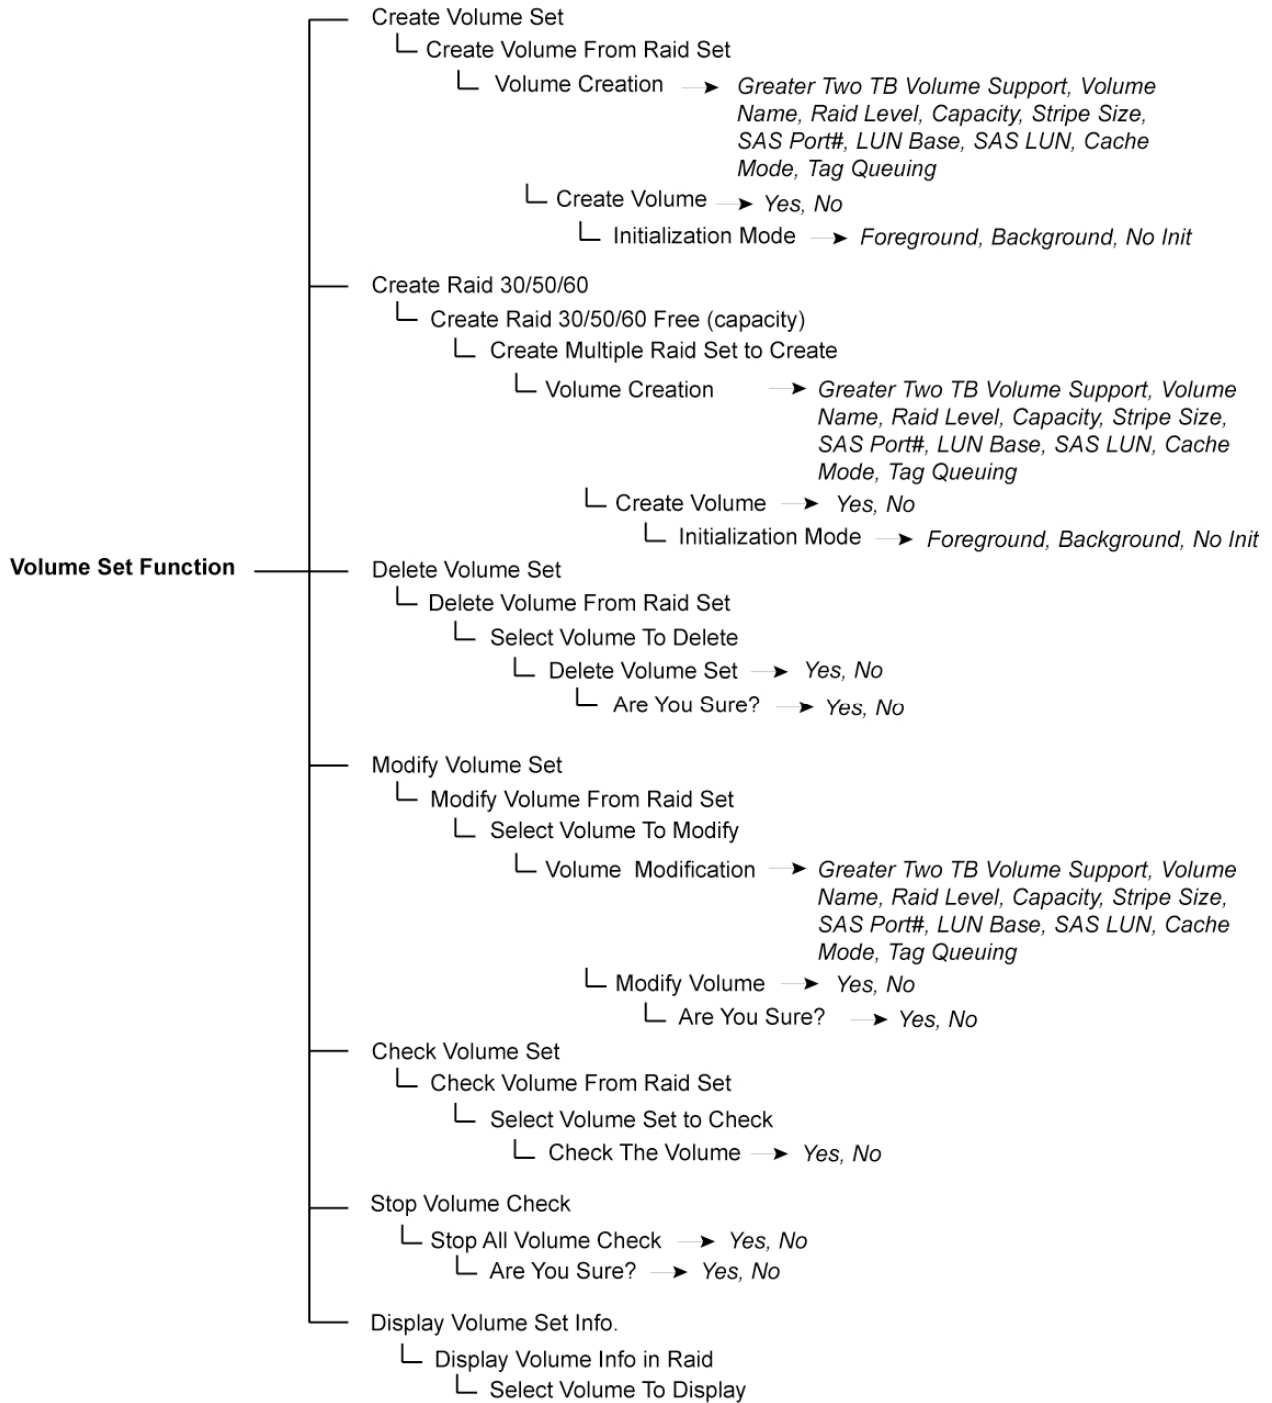 Create Volume Set
Create Volume From Raid Set
Volume Creation
Greater Two TB Volume Support, Volume
Name, Raid Level, Capacity, Stripe Size,
SAS Port#, LUN Base, SAS LUN, Cache
Mode, Tag Queuing
Create Volume Yes, No
Initialization Mode Foreground, Background, No Init
Create Raid 30/50/60
Create Raid 30/50/60 Free (capacity)
Create Multiple Raid Set to Create
Volume Creation
Greater Two TB Volume Support, Volume
Name, Raid Level, Capacity, Stripe Size,
SAS Port#, LUN Base, SAS LUN, Cache
Mode, Tag Queuing
Create Volume Yes, No
Initialization Mode Foreground, Background, No Init
Volume Set Function
Delete Volume Set
Delete Volume From Raid Set
Select Volume To Delete
Delete Volume Set Yes, No
Are You Sure? Yes, No
Modify Volume Set
Modify Volume From Raid Set
Select Volume To Modify
Volume Modification
Greater Two TB Volume Support, Volume
Name, Raid Level, Capacity, Stripe Size,
SAS Port#, LUN Base, SAS LUN, Cache
Mode, Tag Queuing
Modify Volume Yes, No
Are You Sure? Yes, No
Check Volume Set
Check Volume From Raid Set
Select Volume Set to Check
Check The Volume Yes, No
Stop Volume Check
Stop All Volume Check Yes, No
Are You Sure? Yes, No
Display Volume Set Info.
Display Volume Info in Raid
Select Volume To Display